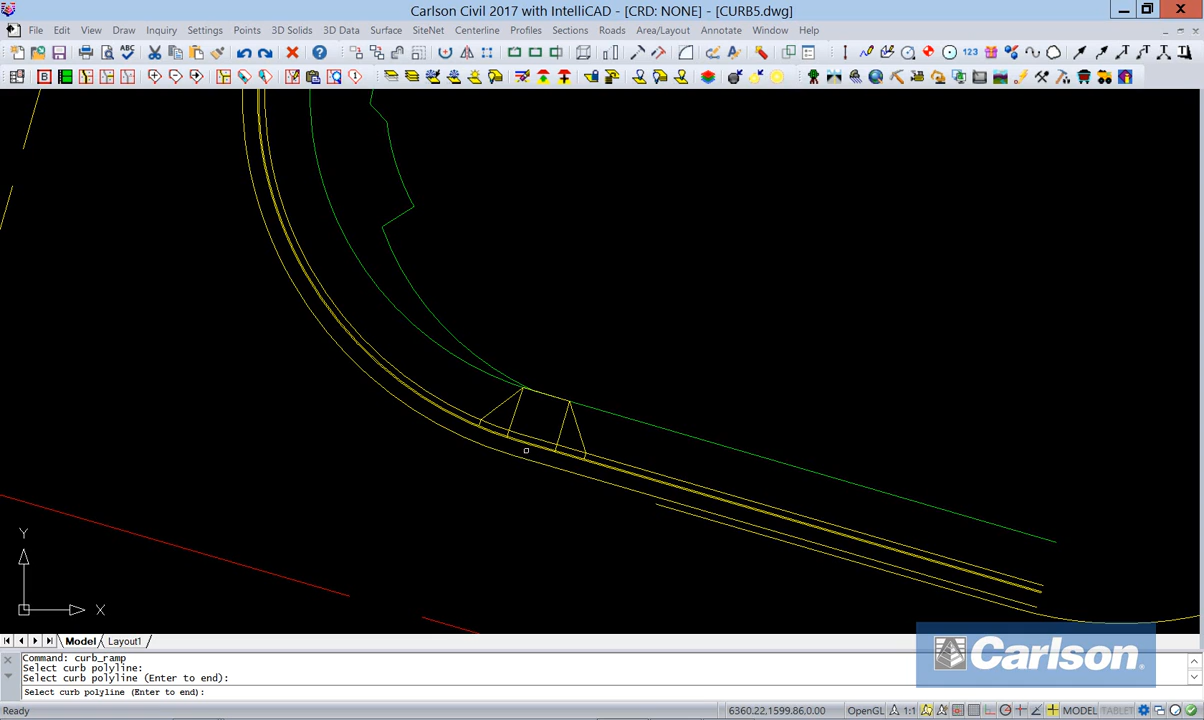 Carlson Civil 2017 with IntelliCAD - [CRD: NONE] - [CURB5.dwg]
File Edit View Draw Inquiry Settings Points 3D Solids Surface SiteNet Centerline Profiles Sections Roads Area/Layout Annotate Window Help
ABC
123
B
1
Y
X
Model Layout1
Command: curb_ramp
Select curb polyline:
Select curb polyline (Enter to end):
Select curb polyline (Enter to end):
Carlson.
Ready 6360.22,1599.86,0.00 OpenGL 1:1 MODEL TABLET